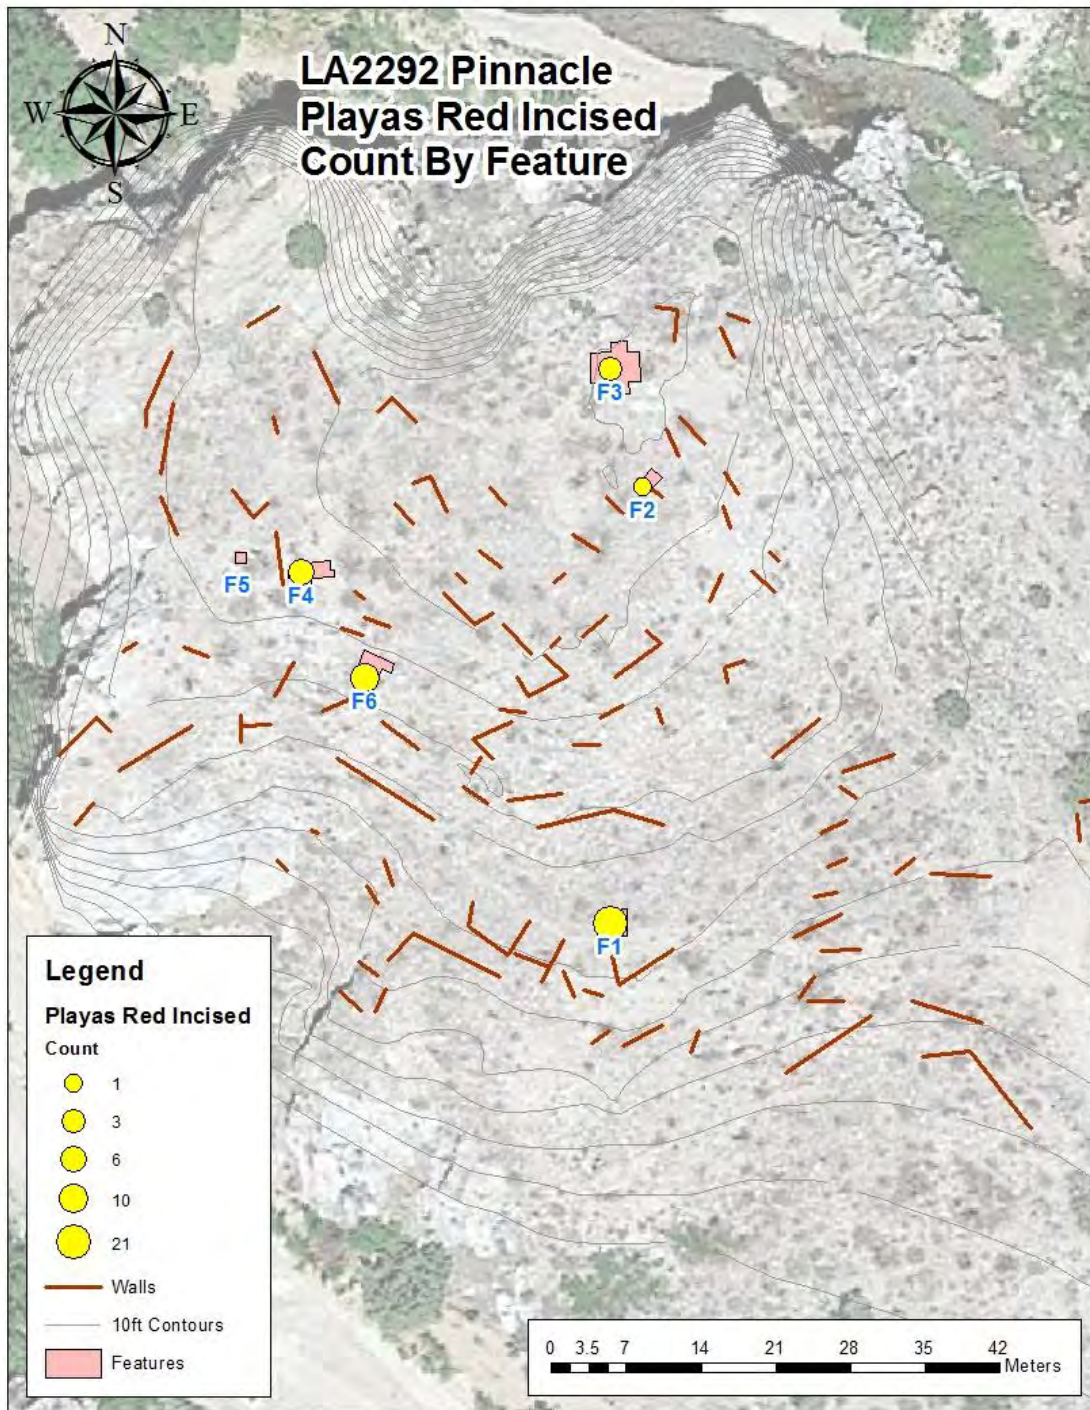 N
W
E
S
LA2292 Pinnacle
Playas Red Incised
Count By Feature
F3
F2
F5
F4
F6
F1
Legend
Playas Red Incised
Count
1
3
6
10
21
Walls
10ft Contours
Features
0 3.5 7 14 21 28 35 42
Meters